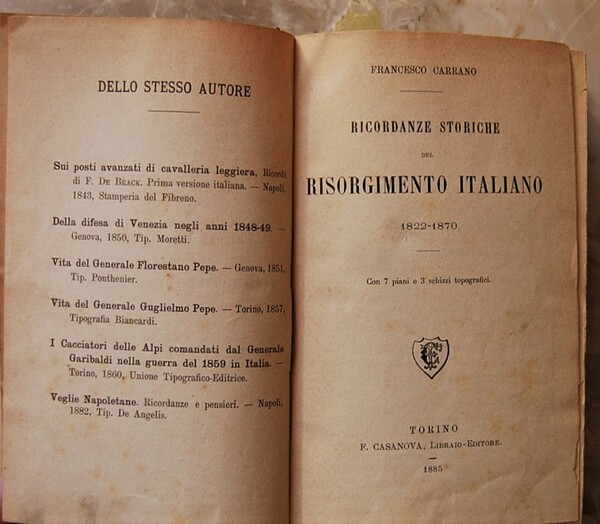 DELLO STESSO AUTORE
Sui posti avanzati di cavalleria leggiera, Ricordi
di F. DE BRACK. Prima versione italiana. — Napoli,
1843, Stamperia del Fibreno.
Della difesa di Venezia negli anni 1848-49. —
Genova, 1850, Tip. Moretti.
Vita del Generale Florestano Pepe. — Genova, 1851,
Tip. Ponthenier.
Vita del Generale Guglielmo Pepe. — Torino, 1857,
Tipografia Biancardi.
I Cacciatori delle Alpi comandati dal Generale
Garibaldi nella guerra del 1859 in Italia. —
Torino, 1860, Unione Tipografico-Editrice.
Veglie Napoletane. Ricordanze e pensieri. — Napoli,
1882, Tip. De Angelis.
FRANCESCO CARRANO
RICORDANZE STORICHE
DEL
RISORGIMENTO ITALIANO
1822-1870
Con 7 piani e 3 schizzi topografici.
TORINO
F. CASANOVA, LIBRAIO-EDITORE.
1885